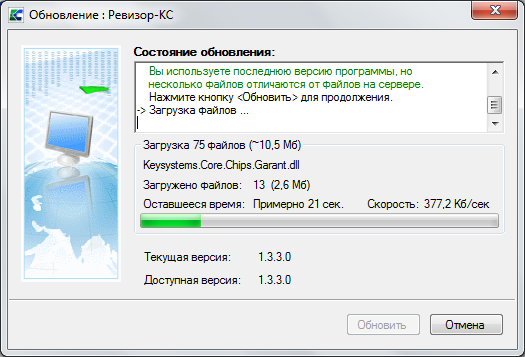 Обновление : Ревизор-КС
Состояние обновления:
Вы используете последнюю версию программы, но
несколько файлов отличаются от файлов на сервере.
Нажмите кнопку <Обновить> для продолжения.
-> Загрузка файлов ...
Загрузка 75 файлов (~10,5 Мб)
Keysystems.Core.Chips.Garant.dll
Загружено файлов: 13 (2,6 Мб)
Оставшееся время: Примерно 21 сек. Скорость: 377,2 Кб/сек
Текущая версия: 1.3.3.0
Доступная версия: 1.3.3.0
Обновить Отмена